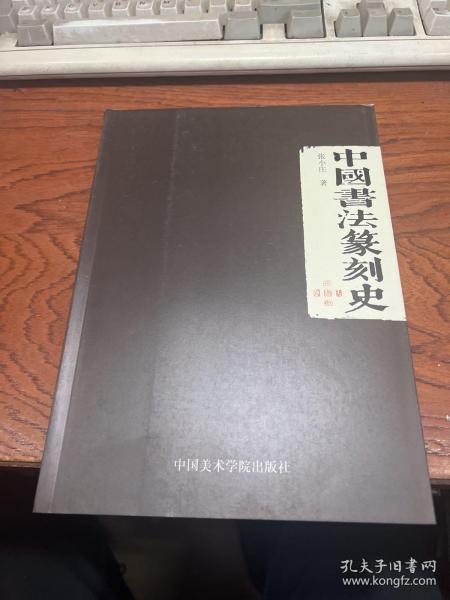 中國書法篆刻史
张小庄 著
中国美术学院出版社
孔夫子旧书网
www.kongfz.com